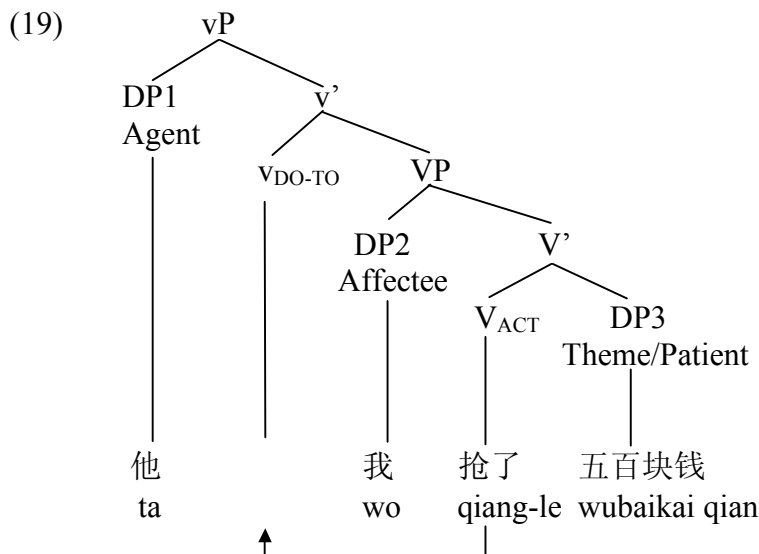 (19) vP
DP1 v’
Agent
vDO-TO VP
DP2 V’
Affectee
VACT DP3
Theme/Patient
他 我 抢了 五百块钱
ta wo qiang-le wubaikai qian